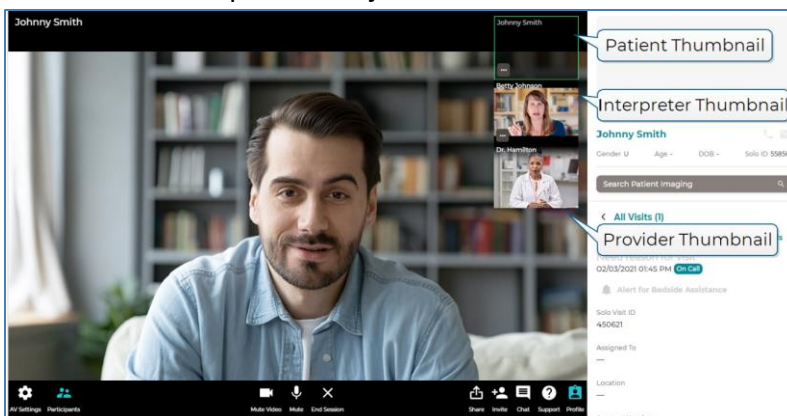 Johnny Smith
Johnny Smith
Patient Thumbnail
Betty Johnson
Interpreter Thumbnail
Johnny Smith
Dr. Hamilton
Gender U Age - DOB - Solo ID
Search Patient Imaging
All Visits (1)
Provider Thumbnail
02/03/2021 01:45 PM On Call
Alert for Bedside Assistance
Solo Visit ID
450621
Assigned To
—
Location
—
AV Settings Participants Mute Video Mute End Session Share Invite Chat Support Profile